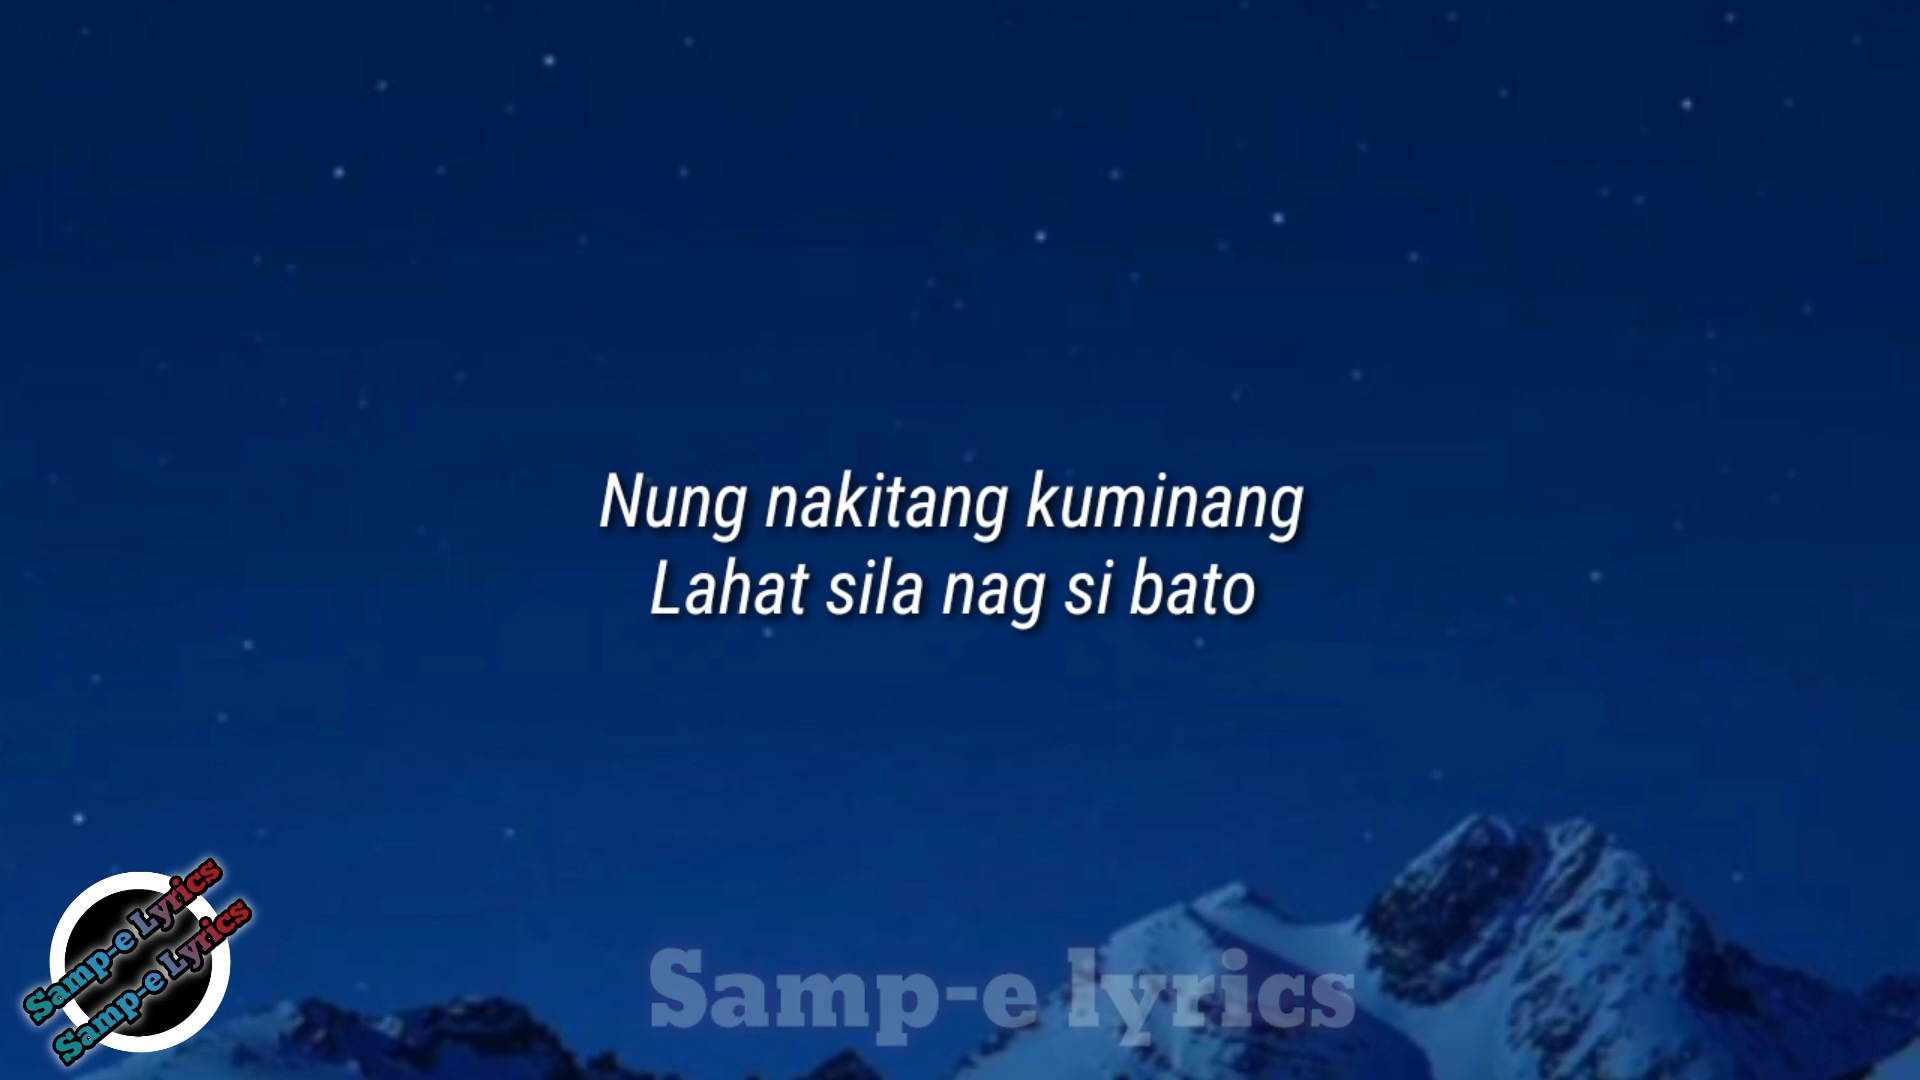 Nung nakitang kuminang
Lahat sila nag si bato
Samp-e Lyrics
Samp-e Lyrics
Samp-e lyrics